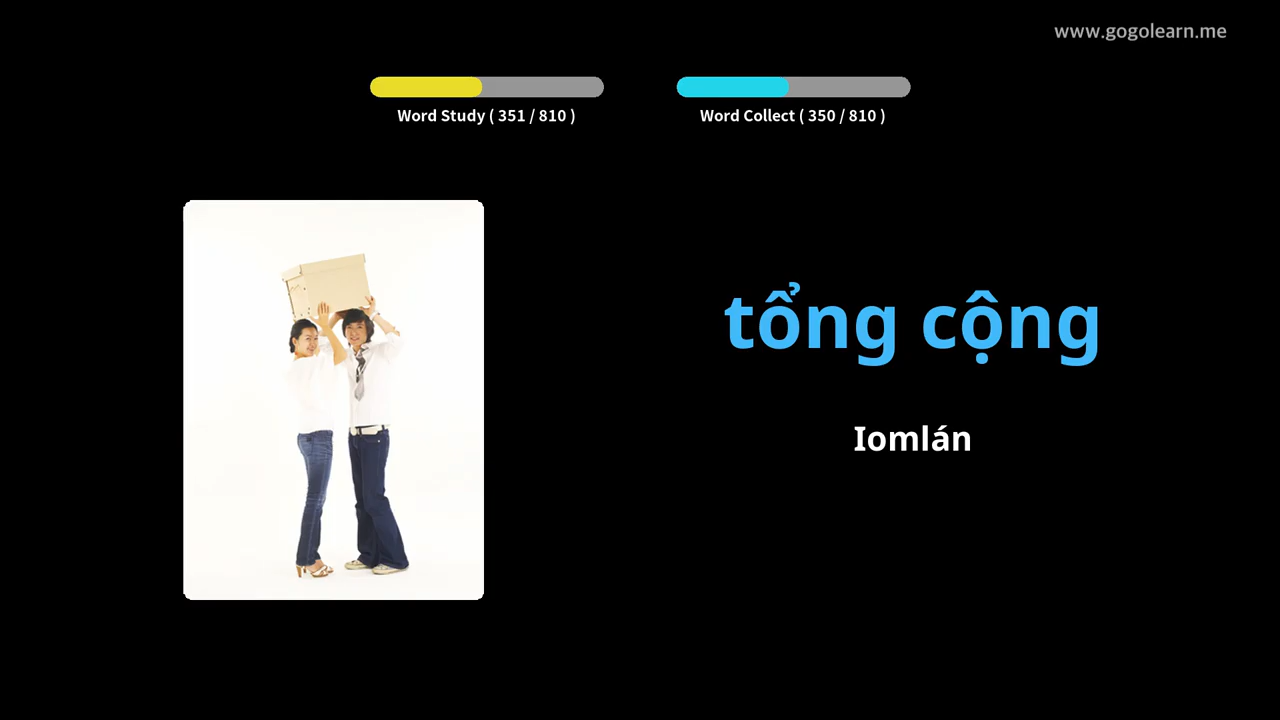 www.gogolearn.me
Word Study ( 351 / 810 )
Word Collect ( 350 / 810 )
tổng cộng
Iomlán